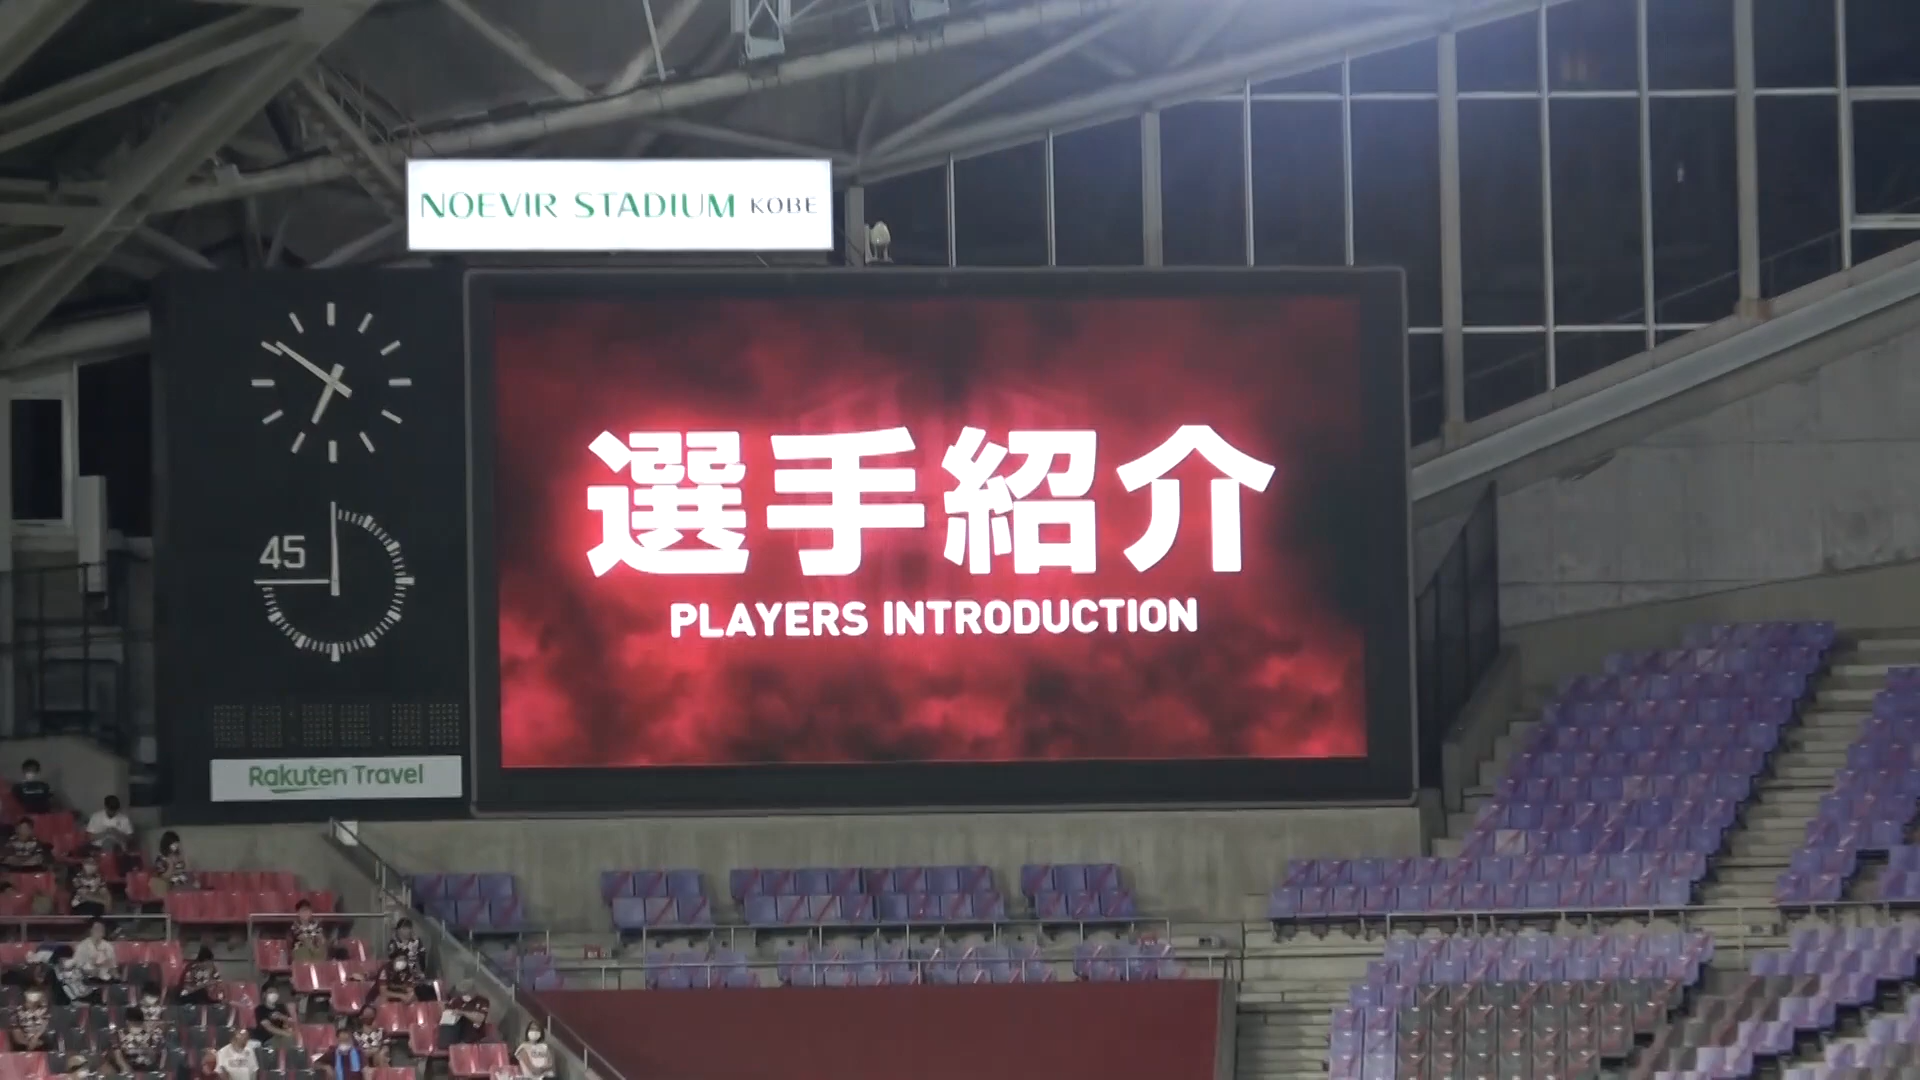 NOEVIR STADIUM KOBE
選手紹介
PLAYERS INTRODUCTION
45
Rakuten Travel